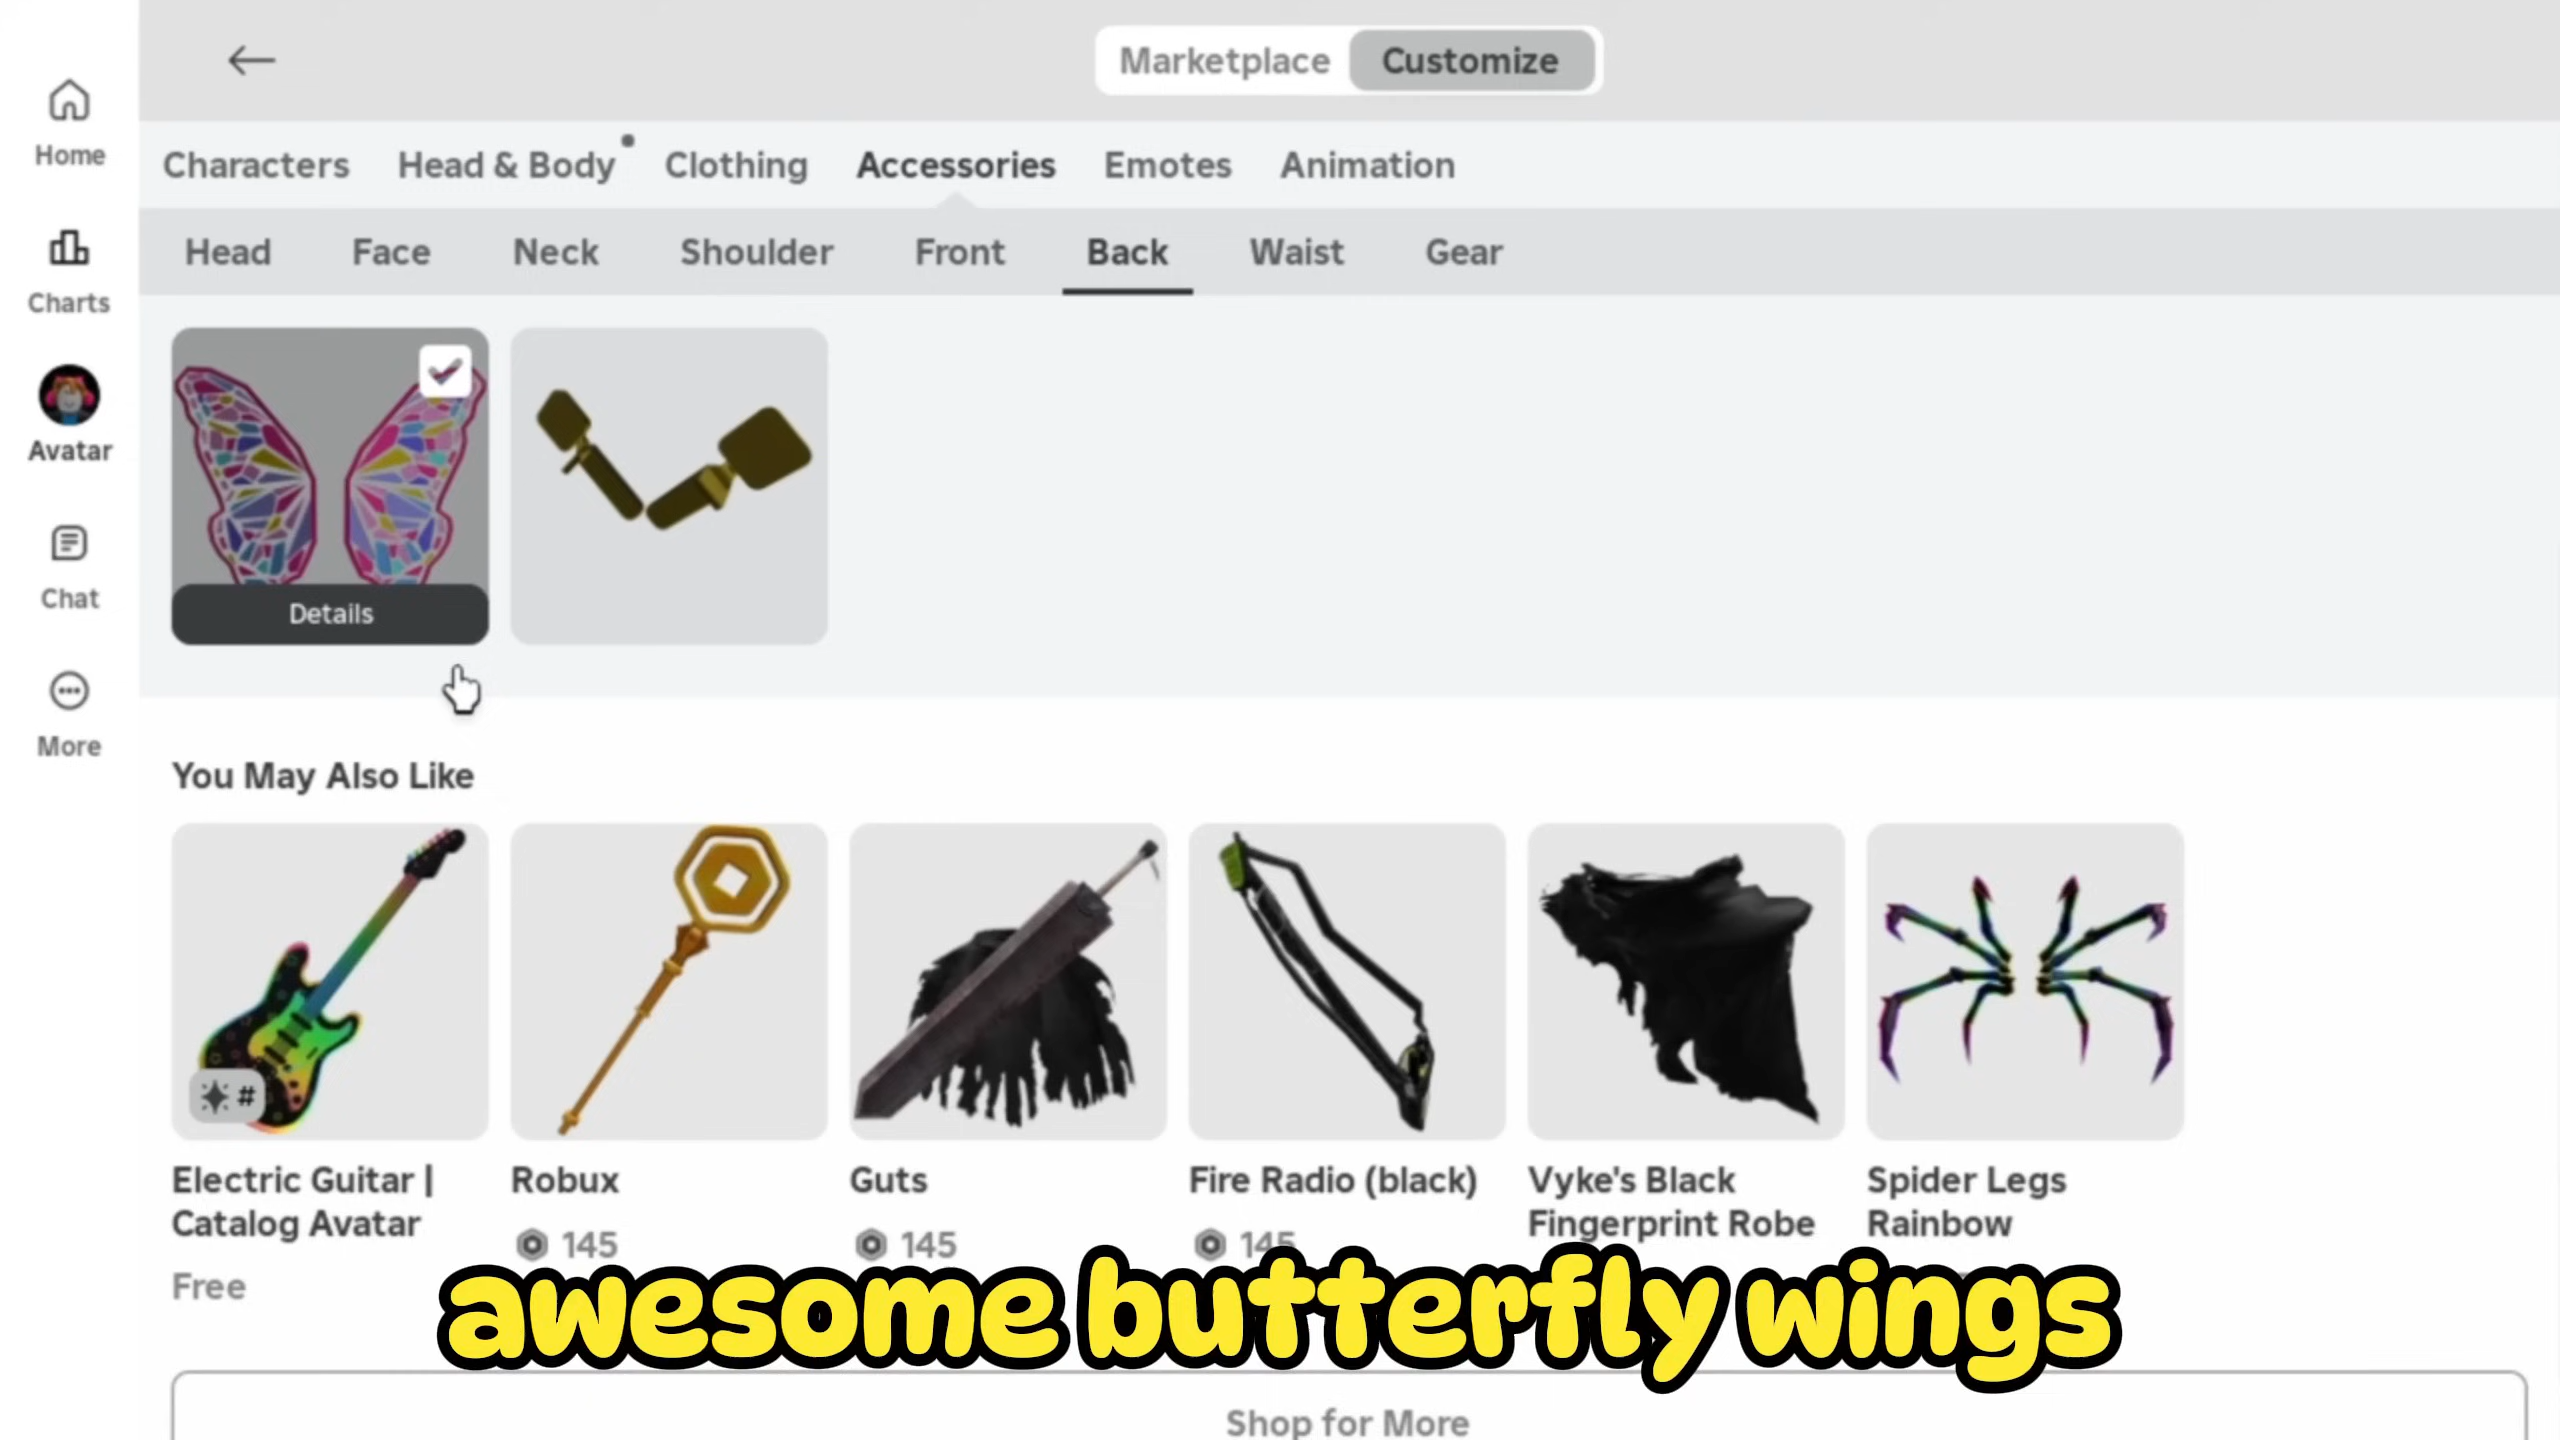 Marketplace
Customize
Home
Charts
Avatar
Chat
More
Characters
Head & Body
Clothing
Accessories
Emotes
Animation
Head
Face
Neck
Shoulder
Front
Back
Waist
Gear
Details
You May Also Like
#
Electric Guitar |
Catalog Avatar
Free
Robux
145
Guts
145
Fire Radio (black)
145
Vyke's Black
Fingerprint Robe
Spider Legs
Rainbow
awesome butterfly wings
Shop for More